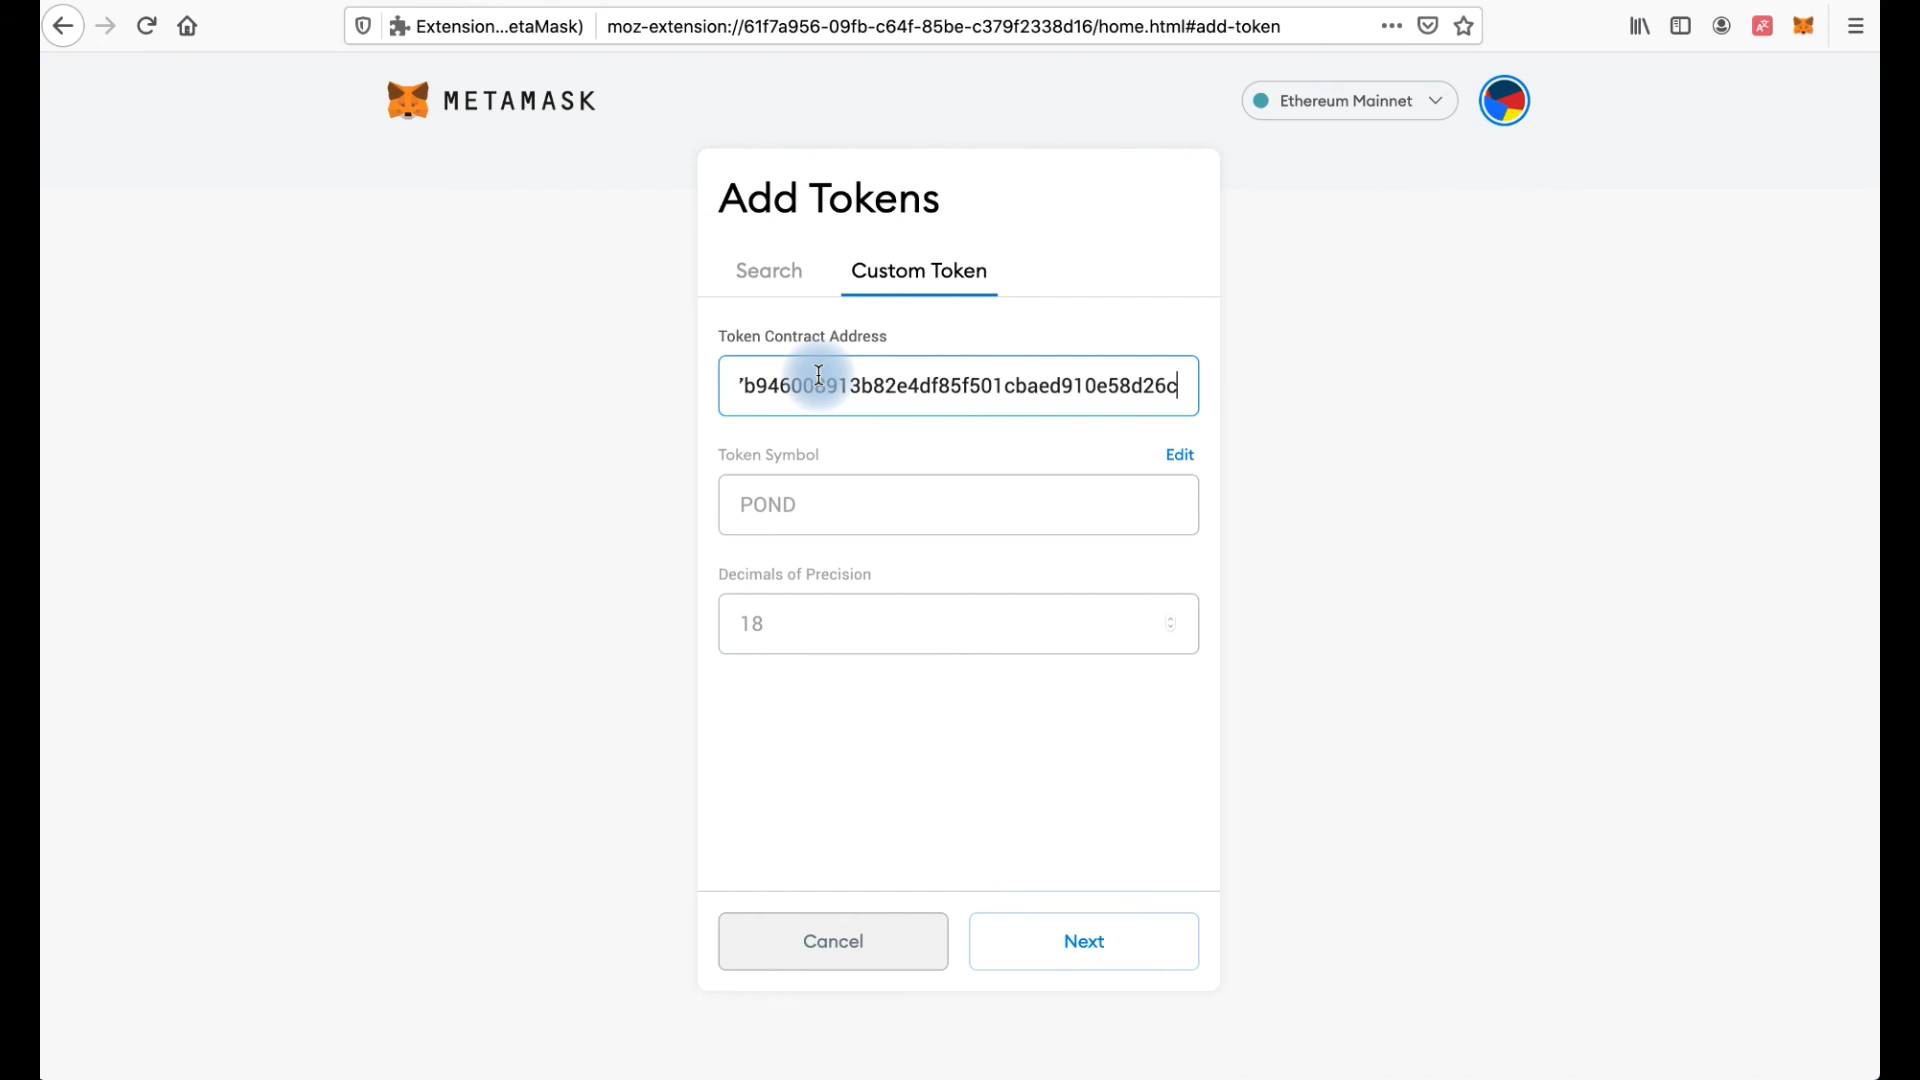 Extension...etaMask) moz-extension://61f7a956-09fb-c64f-85be-c379f2338d16/home.html#add-token
METAMASK
Ethereum Mainnet
Add Tokens
Search Custom Token
Token Contract Address
7b946008913b82e4df85f501cbaed910e58d26c
Token Symbol Edit
POND
Decimals of Precision
18
Cancel Next